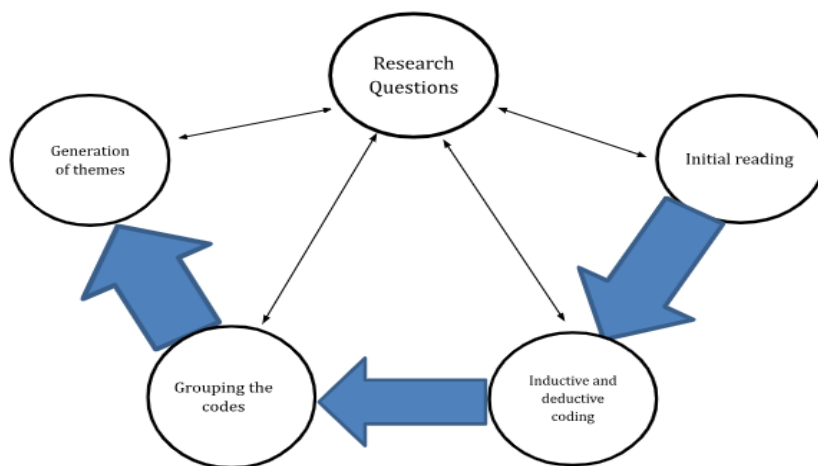 Research
Questions
Generation
of themes
Initial reading
Grouping the
codes
Inductive and
deductive
coding